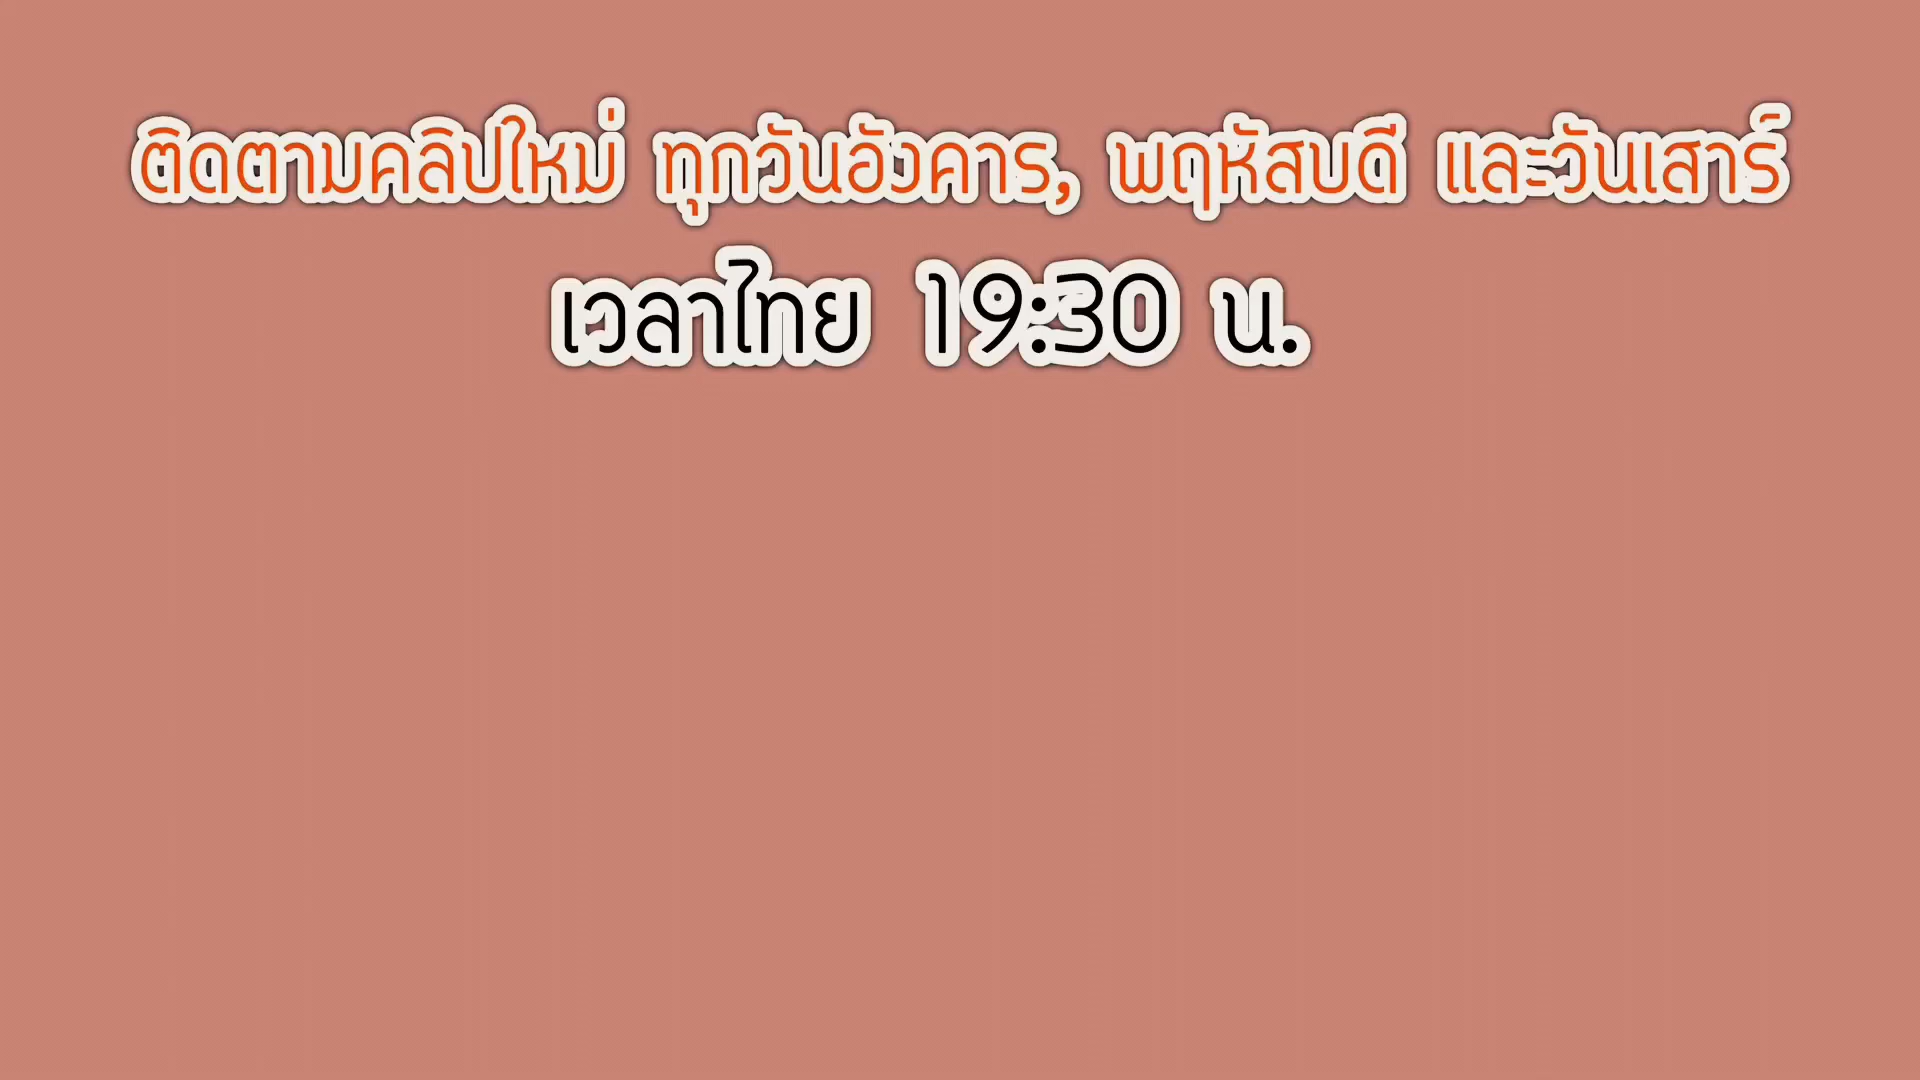 ติดตามคลิปใหม่ ทุกวันอังคาร, พฤหัสบดี และวันเสาร์
เวลาไทย 19:30 น.